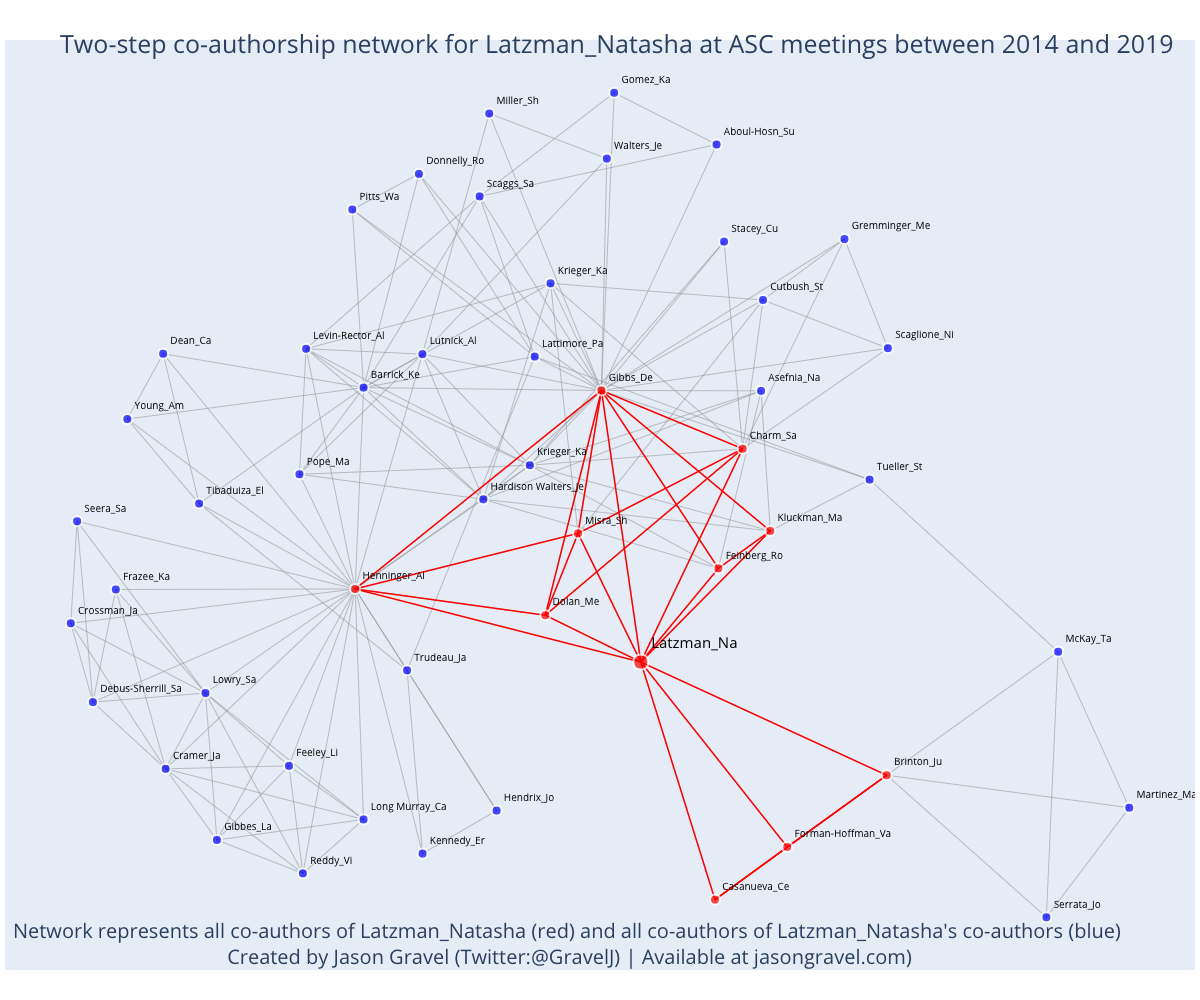 Two-step co-authorship network for Latzman_Natasha at ASC meetings between 2014 and 2019
Gomez_Ka
Miller_Sh
Aboul-Hosn_Su
Walters_Je
Donnelly_Ro
Scaggs_Sa
Pitts_Wa
Stacey_Cu
Gremminger_Me
Krieger_Ka
Cutbush_St
Levin-Rector_Al
Lutnick_Al
Lattimore_Pa
Scaglione_Ni
Dean_Ca
Barrick_Ke
Gibbs_De
Asefnia_Na
Young_Am
Charm_Sa
Krieger_Ka
Pope_Ma
Tueller_St
Hardison Walters_Je
Tibaduiza_El
Seera_Sa
Misra_Sh
Kluckman_Ma
Feinberg_Ro
Frazee_Ka
Henninger_Al
Crossman_Ja
Dolan_Me
Latzman_Na
McKay_Ta
Trudeau_Ja
Lowry_Sa
Debus-Sherrill_Sa
Cramer_Ja
Feeley_Li
Brinton_Ju
Hendrix_Jo
Martinez_Ma
Long Murray_Ca
Gibbes_La
Forman-Hoffman_Va
Kennedy_Er
Reddy_Vi
Casanueva_Ce
Serrata_Jo
Network represents all co-authors of Latzman_Natasha (red) and all co-authors of Latzman_Natasha's co-authors (blue)
Created by Jason Gravel (Twitter:@GravelJ) | Available at jasongravel.com)